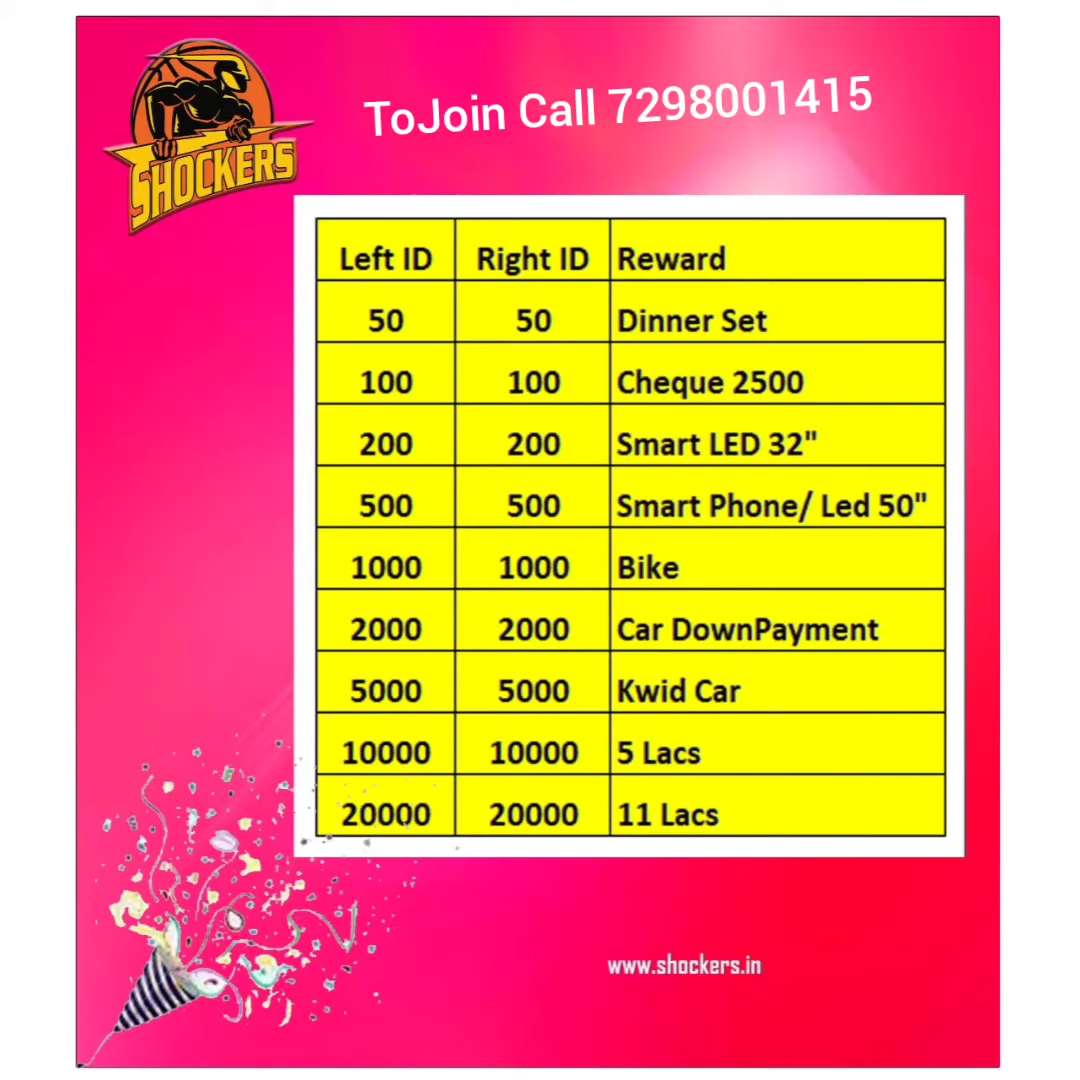 SHOCKERS
ToJoin Call 7298001415
Left ID Right ID Reward
50 50 Dinner Set
100 100 Cheque 2500
200 200 Smart LED 32"
500 500 Smart Phone/ Led 50"
1000 1000 Bike
2000 2000 Car DownPayment
5000 5000 Kwid Car
10000 10000 5 Lacs
20000 20000 11 Lacs
www.shockers.in